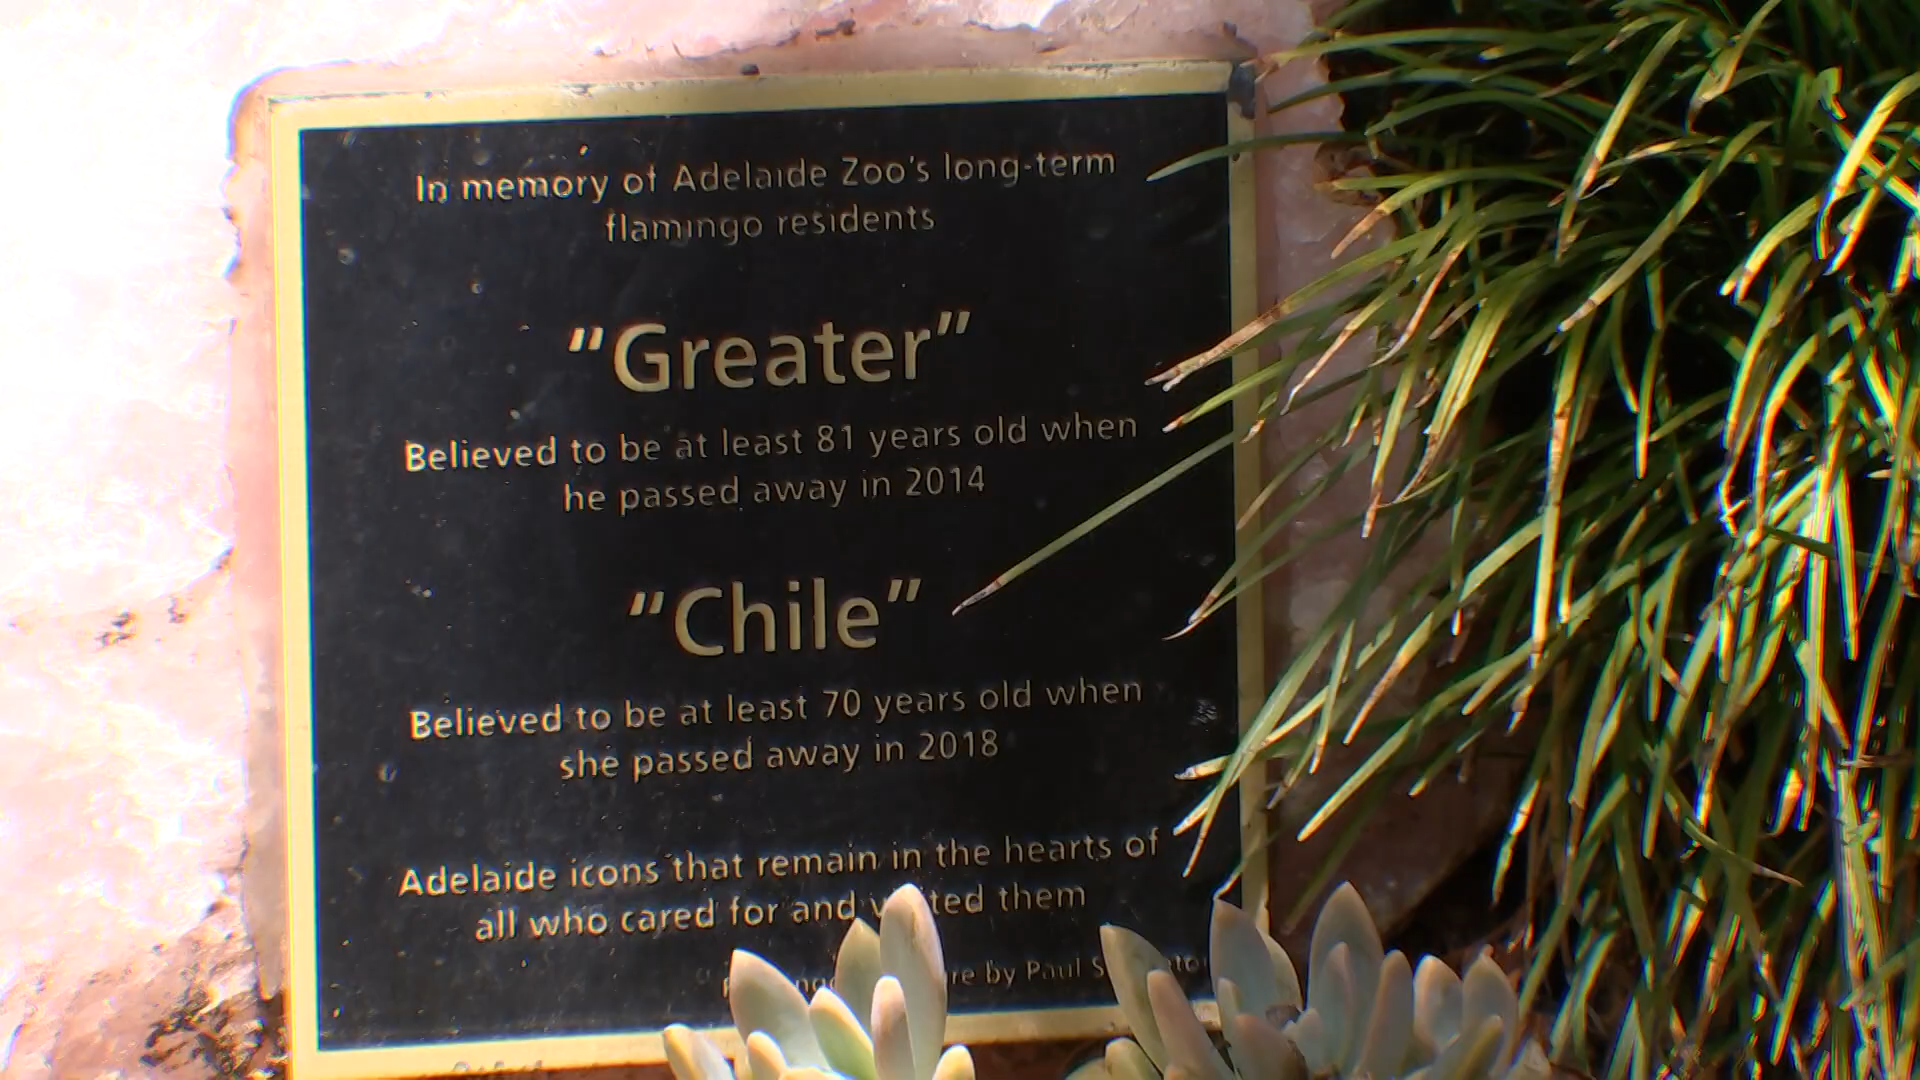 In memory of Adelaide Zoo's long-term
flamingo residents
"Greater"
Believed to be at least 81 years old when
he passed away in 2014
"Chile"
Believed to be at least 70 years old when
she passed away in 2018
Adelaide icons that remain in the hearts of
all who cared for and them
by Paul